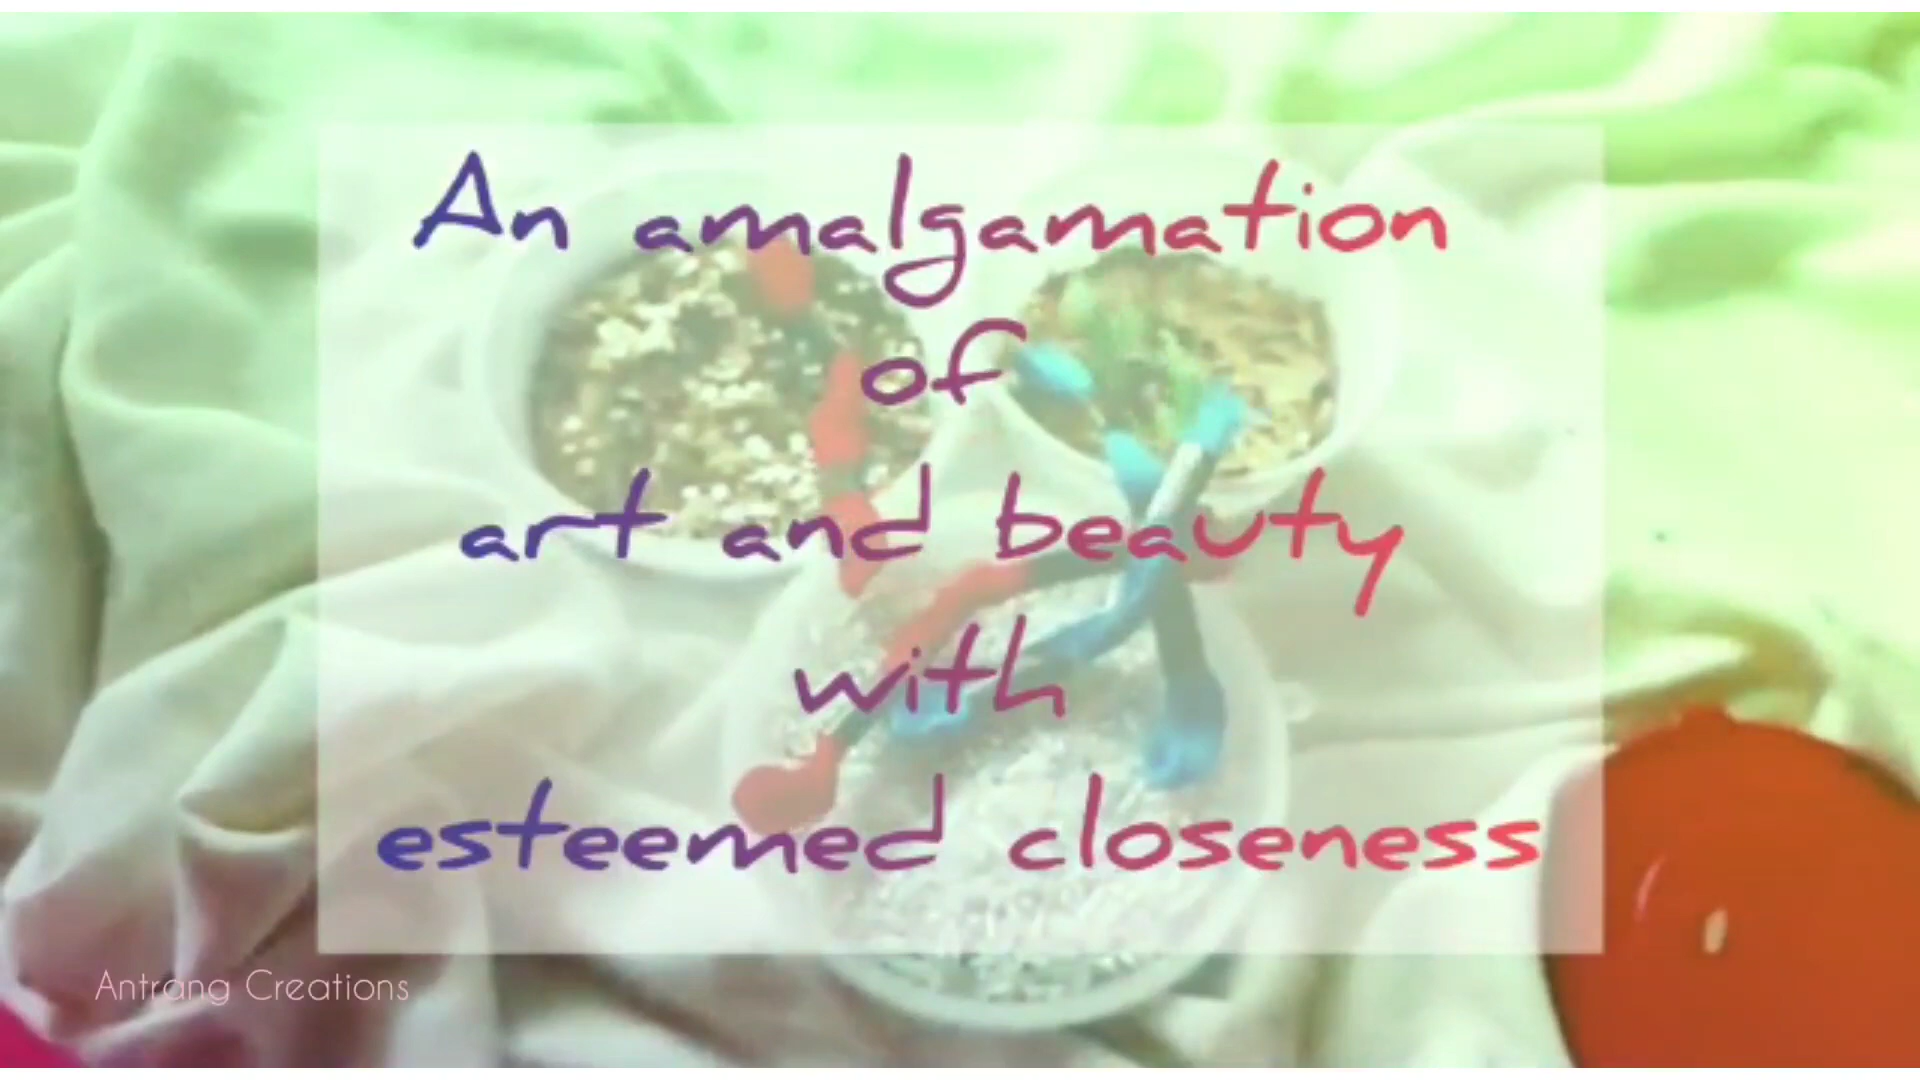 An amalgamation
of
art and beauty
with
esteemed closeness
Antrang Creations